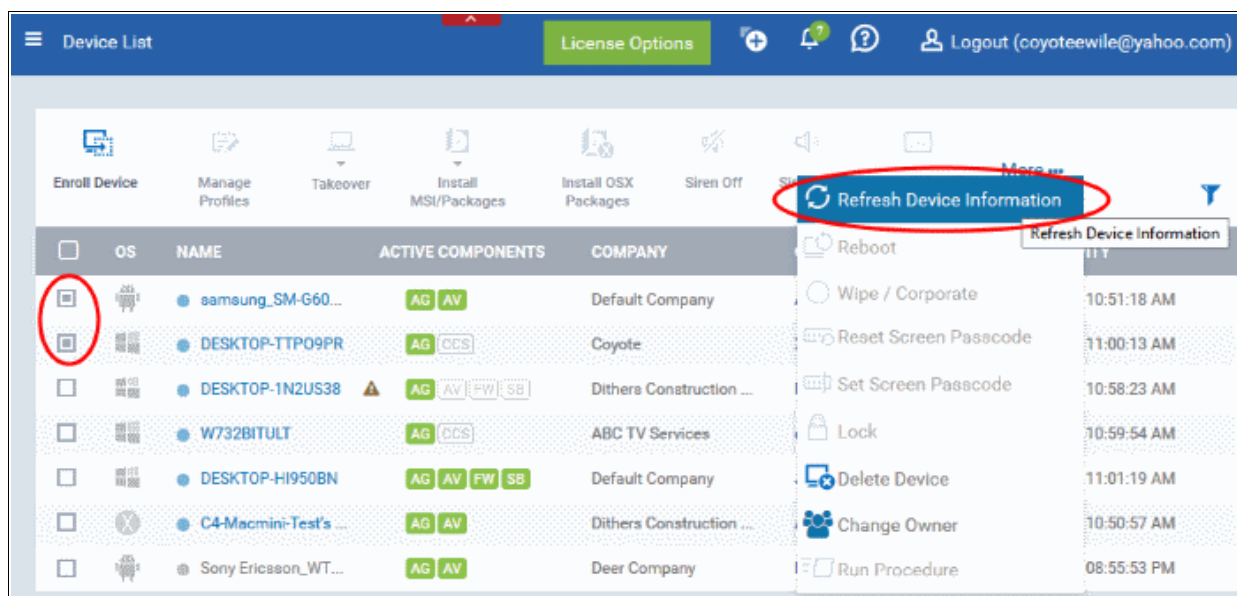 Device List
License Options
7
Logout (coyoteewile@yahoo.com)
Enroll Device
Manage
Profiles
Takeover
Install
MSI/Packages
Install OSX
Packages
Siren Off
More ...
Refresh Device Information
Refresh Device Information
Reboot
Wipe / Corporate
Reset Screen Passcode
Set Screen Passcode
Lock
Delete Device
Change Owner
Run Procedure
OS NAME ACTIVE COMPONENTS COMPANY
samsung_SM-G60... AG AV Default Company 10:51:18 AM
DESKTOP-TTPO9PR AG CCS Coyote 11:00:13 AM
DESKTOP-1N2US38 AG AV FW SB Dithers Construction ... 10:58:23 AM
W732BITULT AG CCS ABC TV Services 10:59:54 AM
DESKTOP-HI950BN AG AV FW SB Default Company 11:01:19 AM
C4-Macmini-Test's ... AG AV Dithers Construction ... 10:50:57 AM
Sony Ericsson_WT... AG AV Deer Company 08:55:53 PM